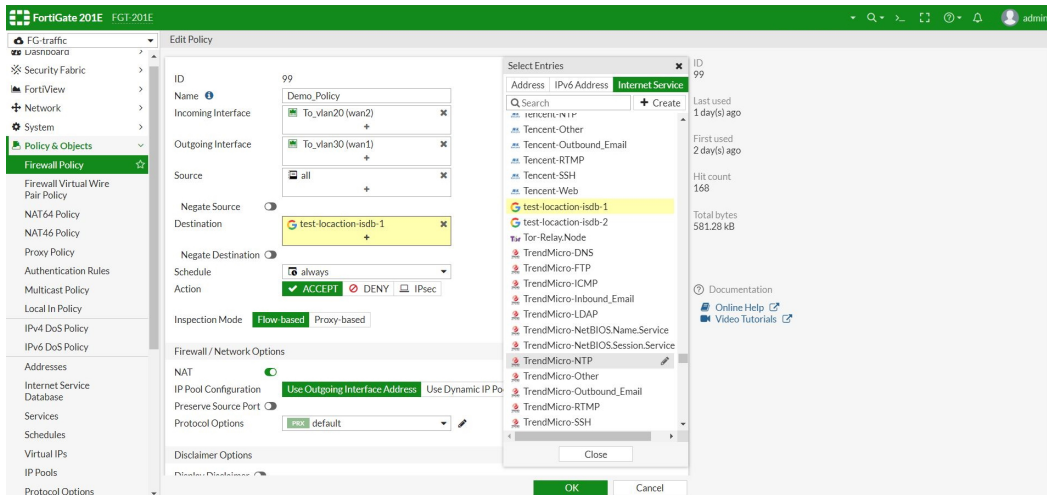 FortiGate 201E FGT-201E
admin
FG-traffic
Dashboard
Security Fabric
FortiView
Network
System
Policy & Objects
Firewall Policy
Firewall Virtual Wire
Pair Policy
NAT64 Policy
NAT46 Policy
Proxy Policy
Authentication Rules
Multicast Policy
Local In Policy
IPv4 DoS Policy
IPv6 DoS Policy
Addresses
Internet Service
Database
Services
Schedules
Virtual IPs
IP Pools
Protocol Options
Edit Policy
ID 99
Name Demo_Policy
Incoming Interface To_vlan20 (wan2)
+
Outgoing Interface To_vlan30 (wan1)
+
Source all
+
Negate Source
Destination test-locaction-isdb-1
+
Negate Destination
Schedule always
Action ACCEPT DENY IPsec
Inspection Mode Flow-based Proxy-based
Firewall / Network Options
NAT
IP Pool Configuration Use Outgoing Interface Address Use Dynamic IP Po
Preserve Source Port
Protocol Options PRX default
Disclaimer Options
Display Disclaimer
Select Entries
Address IPv6 Address Internet Service
Search + Create
Tencent-NTP
Tencent-Other
Tencent-Outbound_Email
Tencent-RTMP
Tencent-SSH
Tencent-Web
test-locaction-isdb-1
test-locaction-isdb-2
Tor-Relay.Node
TrendMicro-DNS
TrendMicro-FTP
TrendMicro-ICMP
TrendMicro-Inbound_Email
TrendMicro-LDAP
TrendMicro-NetBIOS.Name.Service
TrendMicro-NetBIOS.Session.Service
TrendMicro-NTP
TrendMicro-Other
TrendMicro-Outbound_Email
TrendMicro-RTMP
TrendMicro-SSH
Close
OK Cancel
ID
99
Last used
1 day(s) ago
First used
2 day(s) ago
Hit count
168
Total bytes
581.28 kB
Documentation
Online Help
Video Tutorials